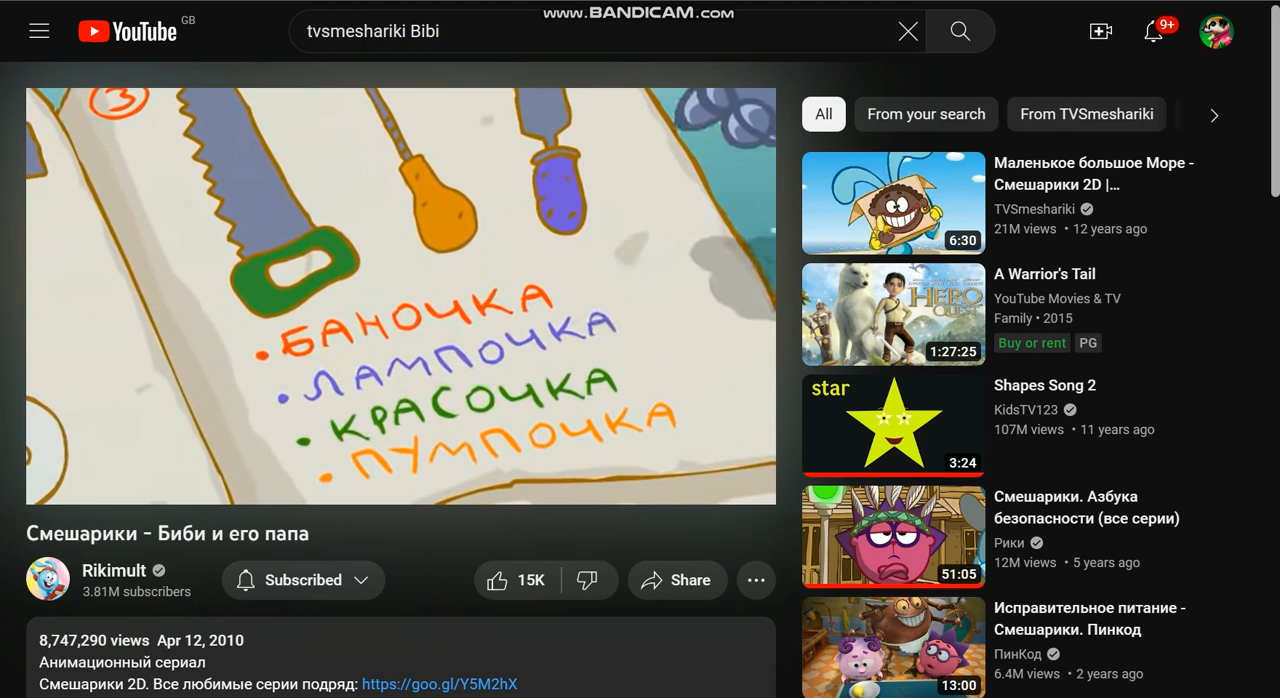 www.BANDICAM.com
YouTube
GB
tvsmeshariki Bibi
9+
3
• БАНОЧКА
• ЛАМПОЧКА
• КРАСОЧКА
• ПУМПОЧКА
Смешарики - Биби и его папа
Rikimult
3.81M subscribers
Subscribed
15K
Share
8,747,290 views Apr 12, 2010
Анимационный сериал
Смешарики 2D. Все любимые серии подряд: https://goo.gl/Y5M2hX
All
From your search
From TVSmeshariki
6:30
Маленькое большое Море -
Смешарики 2D |...
TVSmeshariki
21M views • 12 years ago
HERO
QUEST
1:27:25
A Warrior's Tail
YouTube Movies & TV
Family • 2015
Buy or rent
PG
star
3:24
Shapes Song 2
KidsTV123
107M views • 11 years ago
51:05
Смешарики. Азбука
безопасности (все серии)
Рики
12M views • 5 years ago
13:00
Исправительное питание -
Смешарики. Пинкод
ПинКод
6.4M views • 2 years ago